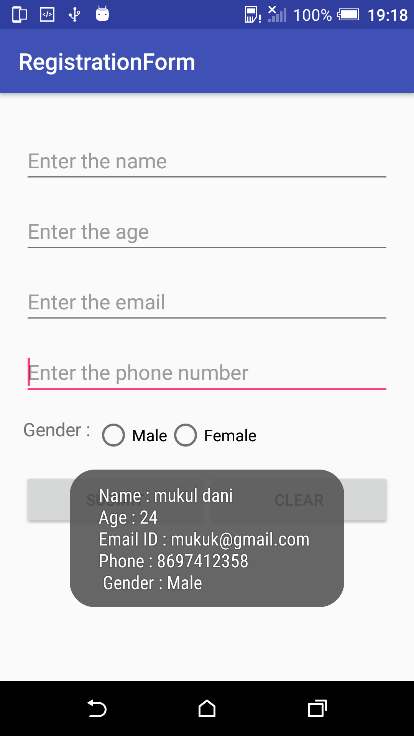 100% 19:18
RegistrationForm
Enter the name
Enter the age
Enter the email
Enter the phone number
Gender : Male Female
SUBMIT CLEAR
Name : mukul dani
Age : 24
Email ID : mukuk@gmail.com
Phone : 8697412358
Gender : Male